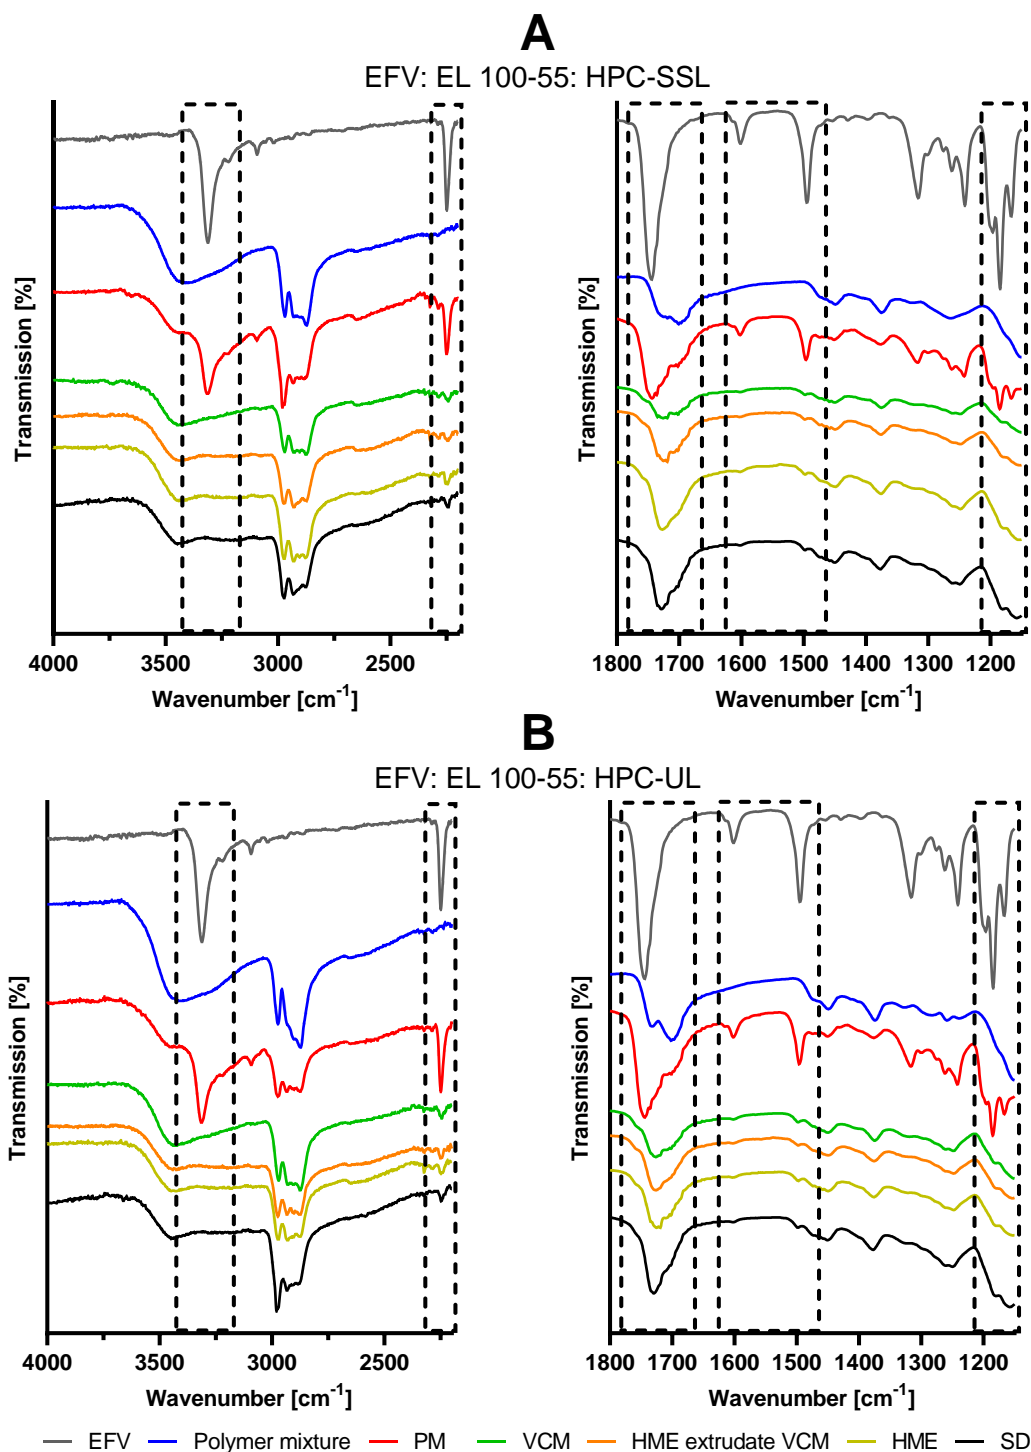 A
EFV: EL 100-55: HPC-SSL
Transmission [%]
4000 3500 3000 2500
Wavenumber [cm-1]
Transmission [%]
1800 1700 1600 1500 1400 1300 1200
Wavenumber [cm-1]
B
EFV: EL 100-55: HPC-UL
Transmission [%]
4000 3500 3000 2500
Wavenumber [cm-1]
Transmission [%]
1800 1700 1600 1500 1400 1300 1200
Wavenumber [cm-1]
EFV Polymer mixture PM VCM HME extrudate VCM HME SD